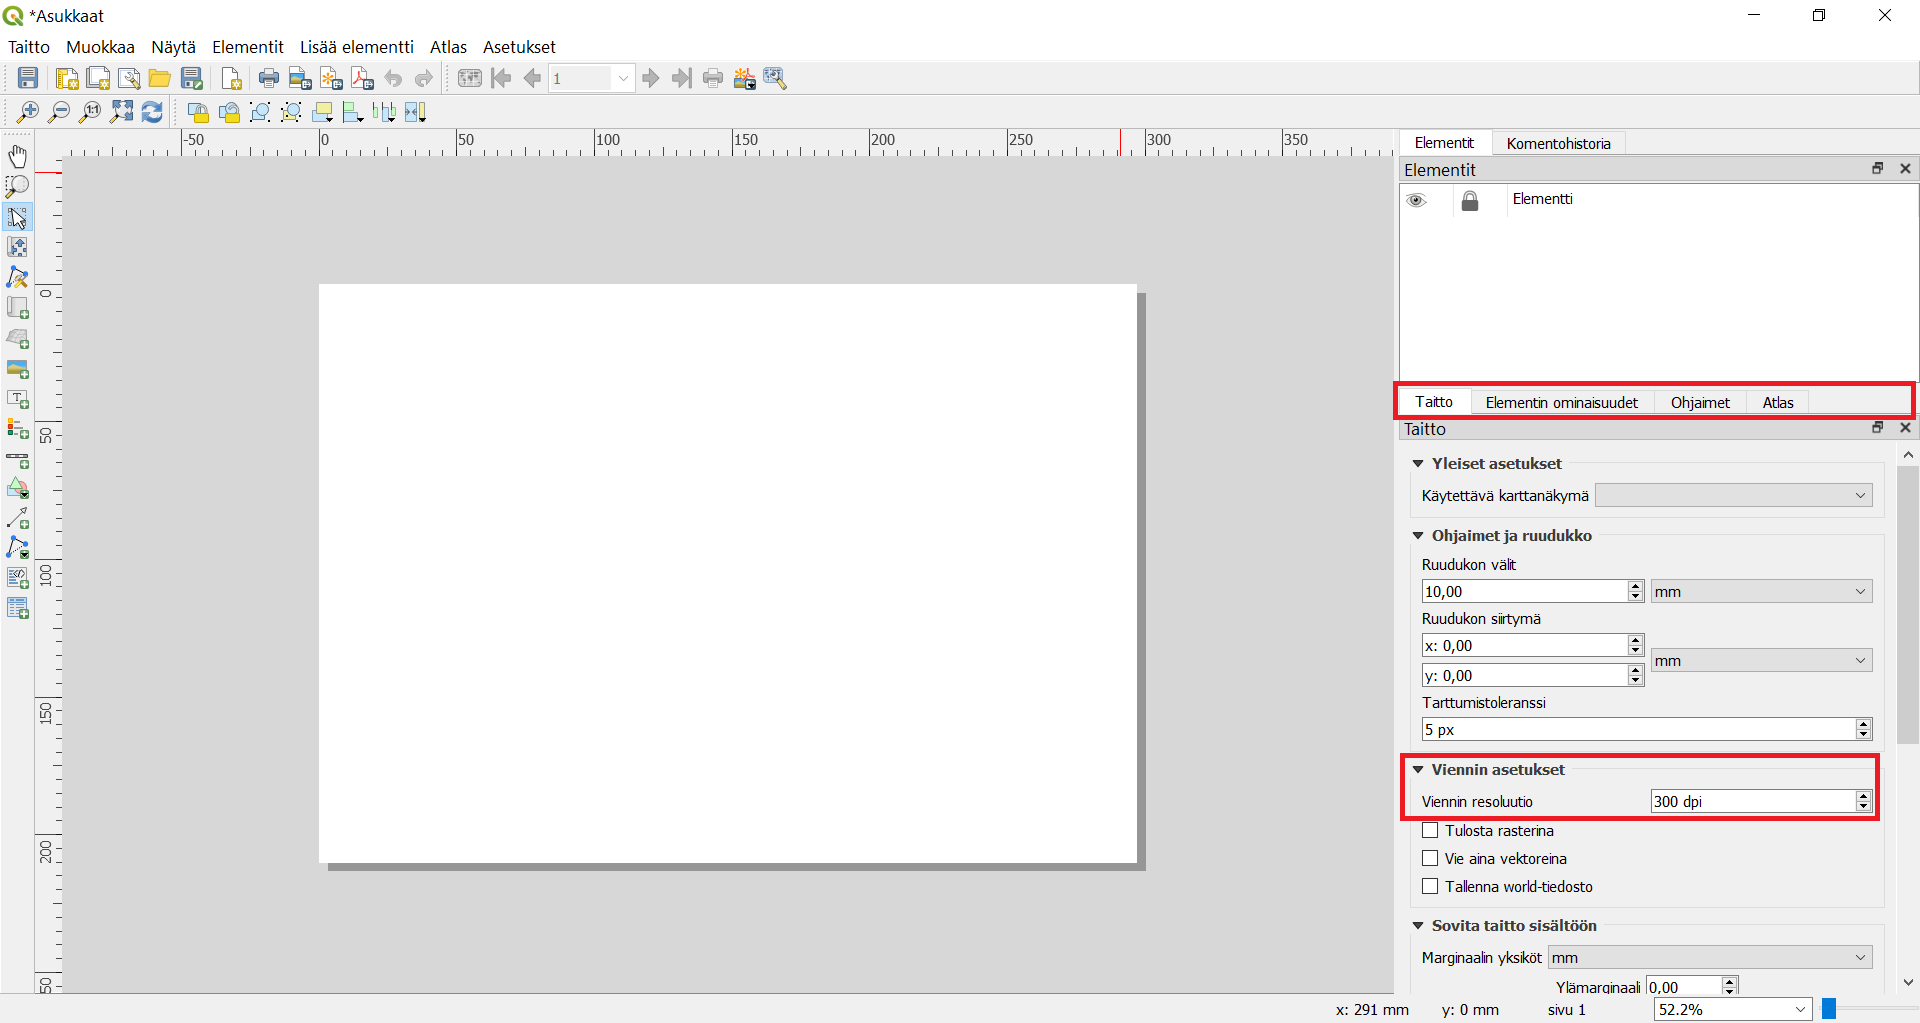 *Asukkaat
Taitto Muokkaa Näytä Elementit Lisää elementti Atlas Asetukset
1
1:1
-50 0 50 100 150 200 250 300 350
Elementit Komentohistoria
Elementit
Elementti
0
50
100
150
200
50
Taitto Elementin ominaisuudet Ohjaimet Atlas
Taitto
Yleiset asetukset
Käytettävä karttanäkymä
Ohjaimet ja ruudukko
Ruudukon välit
10,00 mm
Ruudukon siirtymä
x: 0,00
mm
y: 0,00
Tarttumistoleranssi
5 px
Viennin asetukset
Viennin resoluutio 300 dpi
Tulosta rasterina
Vie aina vektoreina
Tallenna world-tiedosto
Sovita taitto sisältöön
Marginaalin yksiköt mm
Ylämarginaali 0,00
x: 291 mm y: 0 mm sivu 1 52.2%